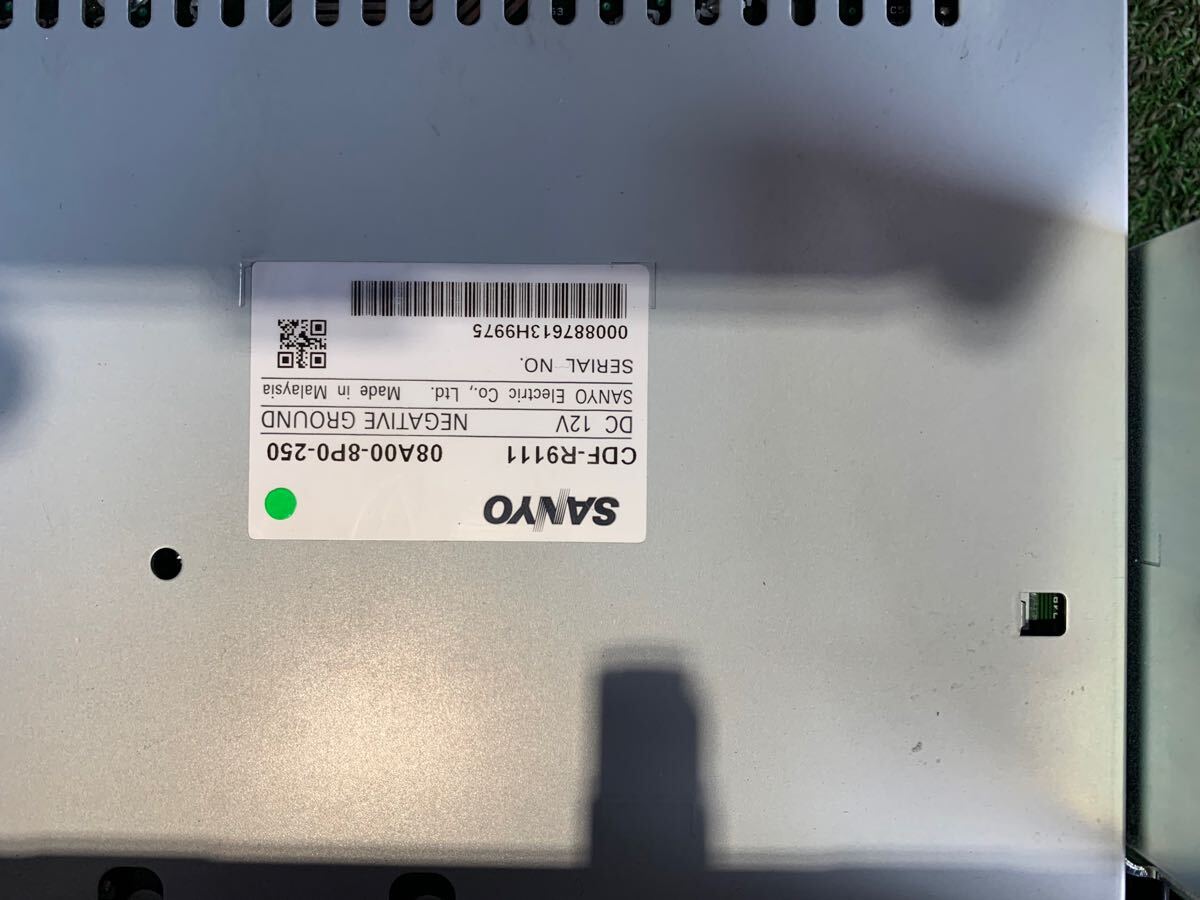 SANYO
CDF-R9111 08A00-8P0-250
DC 12V NEGATIVE GROUND
SANYO Electric Co., Ltd. Made in Malaysia
SERIAL NO.
000887613H9975